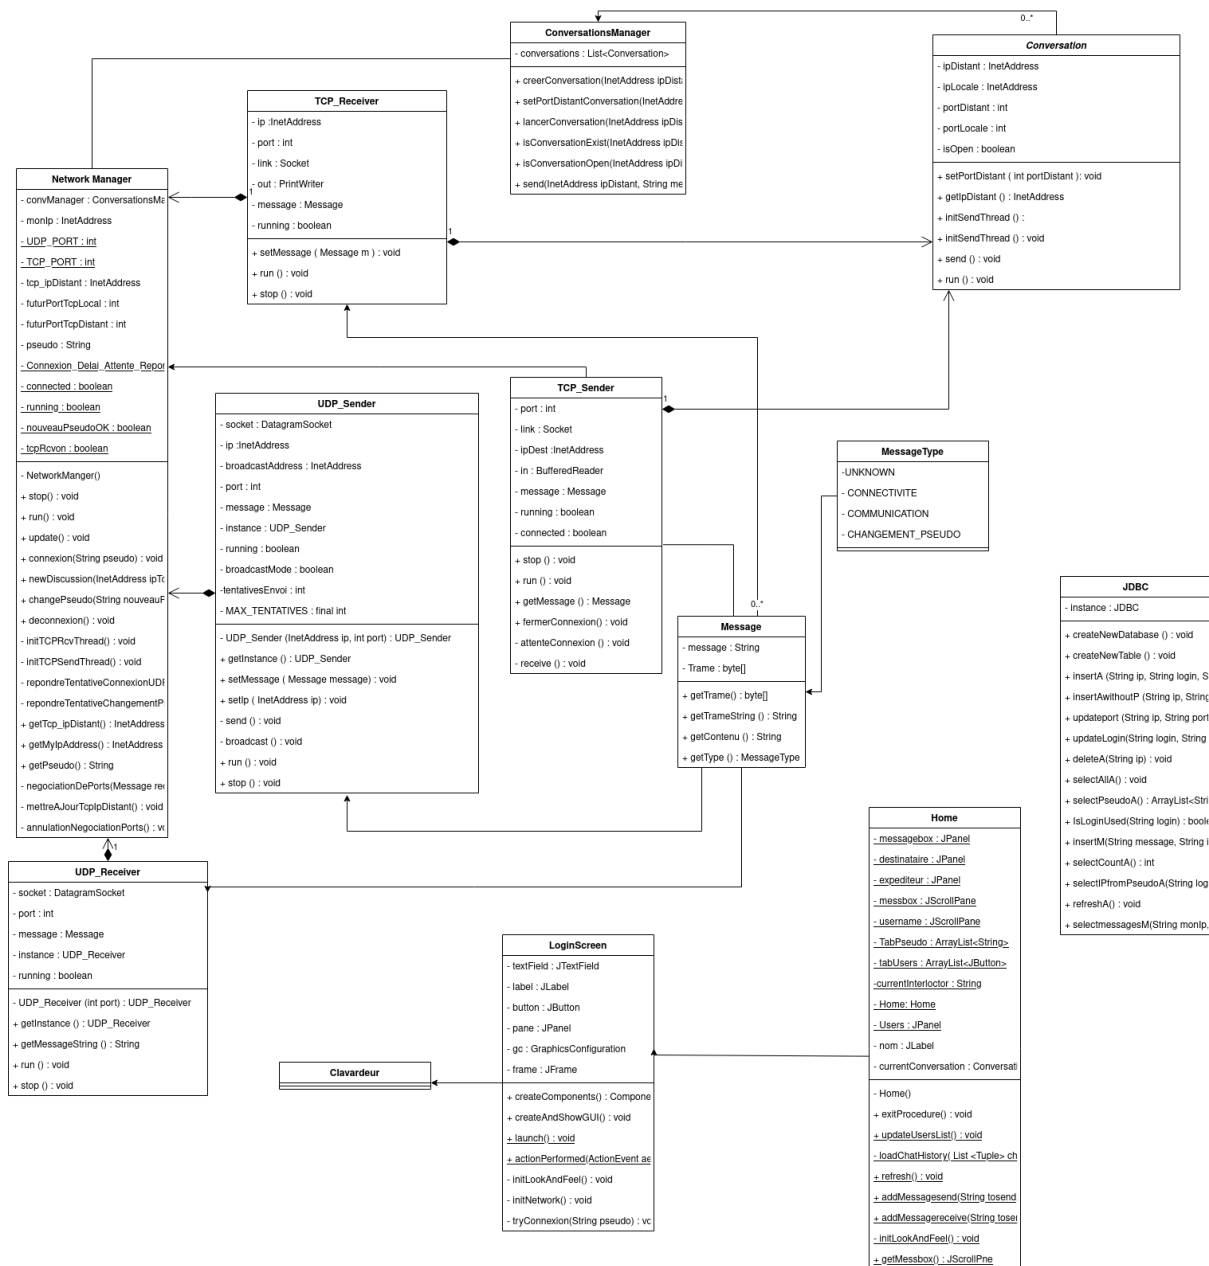 0..*
ConversationsManager
- conversations : List<Conversation>
+ creerConversation(InetAddress ipDist
+ setPortDistantConversation(InetAddre
+ lancerConversation(InetAddress ipDis
+ isConversationExist(InetAddress ipDis
+ isConversationOpen(InetAddress ipDi
+ send(InetAddress ipDistant, String me
Conversation
- ipDistant : InetAddress
- ipLocale : InetAddress
- portDistant : int
- portLocale : int
- isOpen : boolean
+ setPortDistant ( int portDistant ): void
+ getIpDistant () : InetAddress
+ initSendThread () :
+ initSendThread () : void
+ send () : void
+ run () : void
TCP_Receiver
- ip :InetAddress
- port : int
- link : Socket
- out : PrintWriter
- message : Message
- running : boolean
+ setMessage ( Message m ) : void
+ run () : void
+ stop () : void
1
1
Network Manager
- convManager : ConversationsMa
- monIp : InetAddress
- UDP_PORT : int
- TCP_PORT : int
- tcp_ipDistant : InetAddress
- futurPortTcpLocal : int
- futurPortTcpDistant : int
- pseudo : String
- Connexion_Delai_Attente_Repon
- connected : boolean
- running : boolean
- nouveauPseudoOK : boolean
- tcpRcvon : boolean
- NetworkManger()
+ stop() : void
+ run() : void
+ update() : void
+ connexion(String pseudo) : void
+ newDiscussion(InetAddress ipTo
+ changePseudo(String nouveauP
+ deconnexion() : void
- initTCPRcvThread() : void
- initTCPSendThread() : void
- repondreTentativeConnexionUDP
- repondreTentativeChangementP
+ getTcp_ipDistant() : InetAddress
+ getMyIpAddress() : InetAddress
+ getPseudo() : String
- negociationDePorts(Message rec
- mettreAJourTcpIpDistant() : void
- annulationNegociationPorts() : vo
UDP_Sender
- socket : DatagramSocket
- ip :InetAddress
- broadcastAddress : InetAddress
- port : int
- message : Message
- instance : UDP_Sender
- running : boolean
- broadcastMode : boolean
-tentativesEnvoi : int
- MAX_TENTATIVES : final int
- UDP_Sender (InetAddress ip, int port) : UDP_Sender
+ getInstance () : UDP_Sender
+ setMessage ( Message message) : void
+ setIp ( InetAddress ip) : void
- send () : void
- broadcast () : void
+ run () : void
+ stop () : void
TCP_Sender
- port : int
- link : Socket
- ipDest :InetAddress
- in : BufferedReader
- message : Message
- running : boolean
- connected : boolean
+ stop () : void
+ run () : void
+ getMessage () : Message
+ fermerConnexion() : void
- attenteConnexion () : void
- receive () : void
1
MessageType
-UNKNOWN
- CONNECTIVITE
- COMMUNICATION
- CHANGEMENT_PSEUDO
0..*
Message
- message : String
- Trame : byte[]
+ getTrame() : byte[]
+ getTrameString () : String
+ getContenu () : String
+ getType () : MessageType
JDBC
- instance : JDBC
+ createNewDatabase () : void
+ createNewTable () : void
+ insertA (String ip, String login, S
+ insertAwithoutP (String ip, String
+ updateport (String ip, String port
+ updateLogin(String login, String
+ deleteA(String ip) : void
+ selectAllA() : void
+ selectPseudoA() : ArrayList<Stri
+ IsLoginUsed(String login) : boole
+ insertM(String message, String i
+ selectCountA() : int
+ selectIPfromPseudoA(String log
+ refreshA() : void
+ selectmessagesM(String monIp,
1
UDP_Receiver
- socket : DatagramSocket
- port : int
- message : Message
- instance : UDP_Receiver
- running : boolean
- UDP_Receiver (int port) : UDP_Receiver
+ getInstance () : UDP_Receiver
+ getMessageString () : String
+ run () : void
+ stop () : void
Clavardeur
LoginScreen
- textField : JTextField
- label : JLabel
- button : JButton
- pane : JPanel
- gc : GraphicsConfiguration
- frame : JFrame
+ createComponents() : Compone
+ createAndShowGUI() : void
+ launch() : void
+ actionPerformed(ActionEvent ae
- initLookAndFeel() : void
- initNetwork() : void
- tryConnexion(String pseudo) : vo
Home
- messagebox : JPanel
- destinataire : JPanel
- expediteur : JPanel
- messbox : JScrollPane
- username : JScrollPane
- TabPseudo : ArrayList<String>
- tabUsers : ArrayList<JButton>
-currentInterloctor : String
- Home: Home
- Users : JPanel
- nom : JLabel
- currentConversation : Conversati
- Home()
+ exitProcedure() : void
+ updateUsersList() : void
- loadChatHistory( List <Tuple> ch
+ refresh() : void
+ addMessagesend(String tosend
+ addMessagereceive(String tosen
- initLookAndFeel() : void
+ getMessbox() : JScrollPne